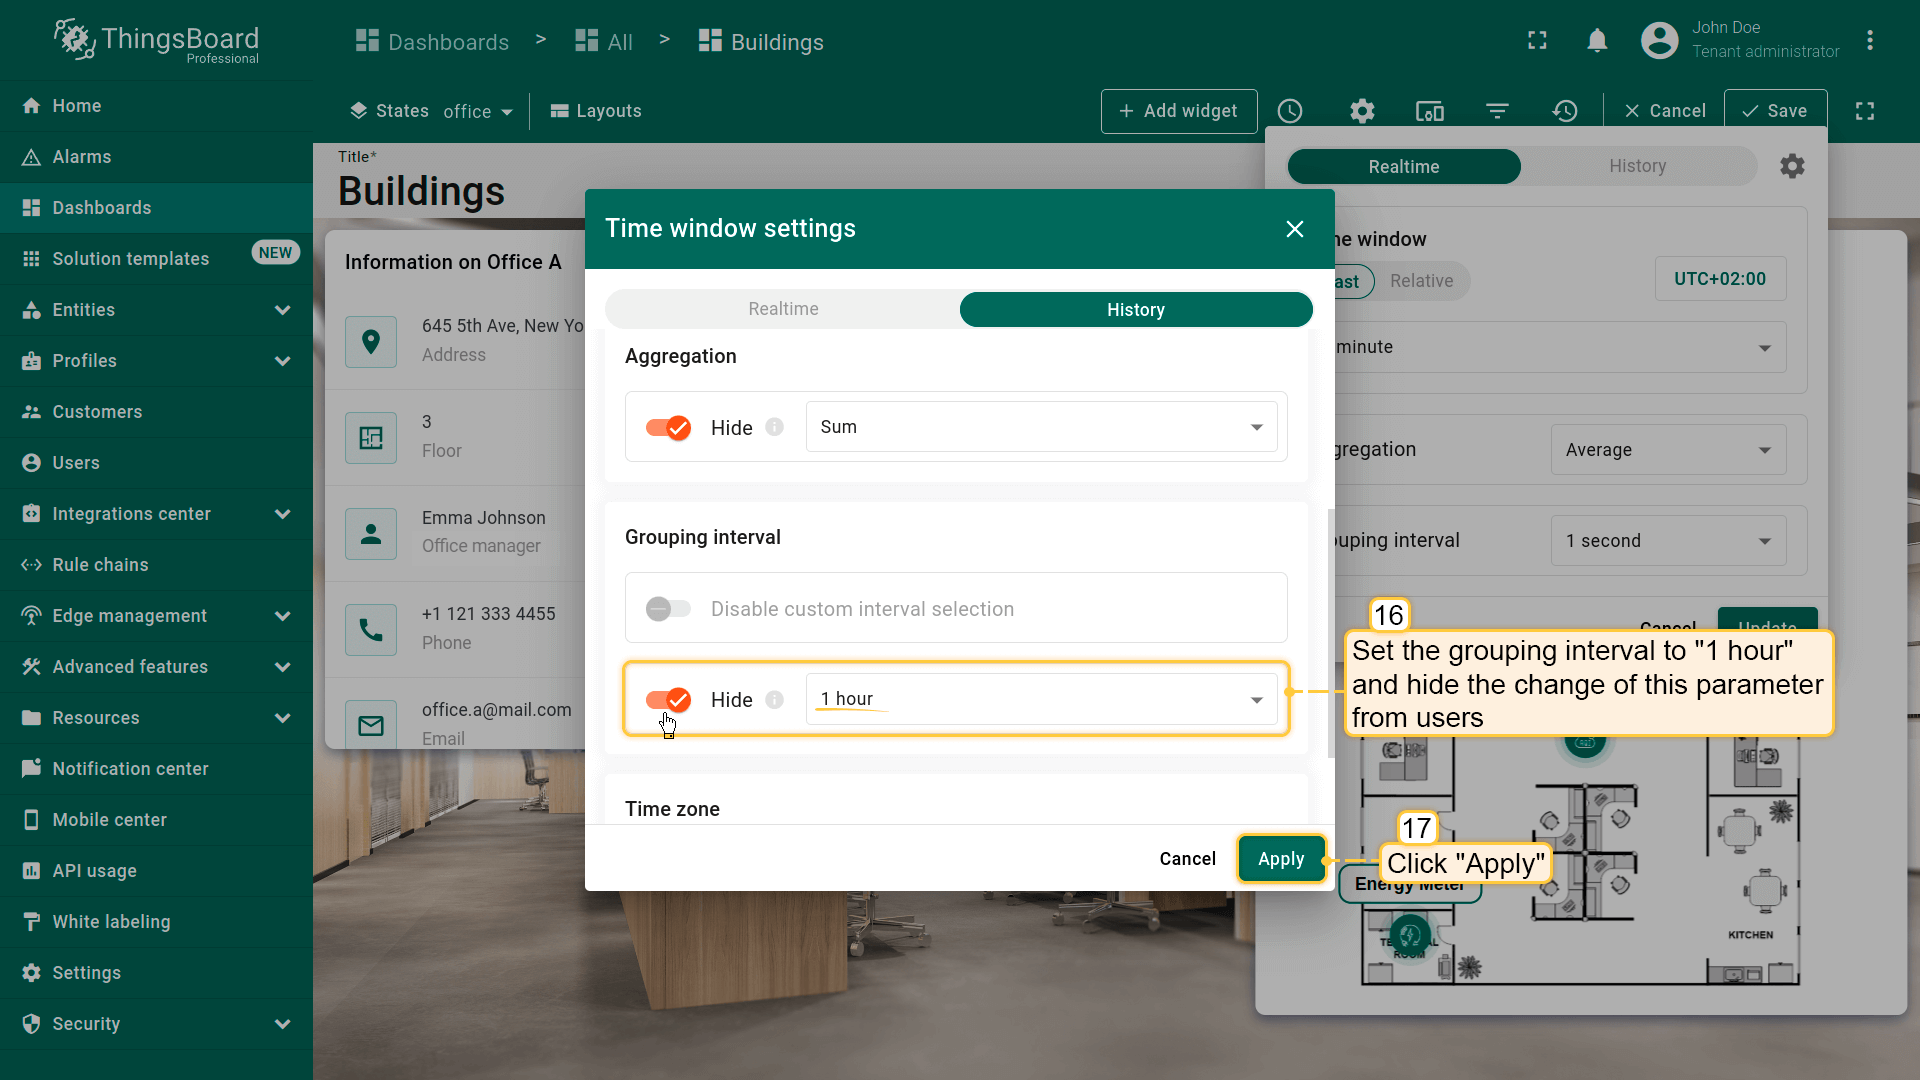 ThingsBoard
Professional
Dashboards > All > Buildings
John Doe
Tenant administrator
Home
Alarms
Dashboards
Solution templates NEW
Entities
Profiles
Customers
Users
Integrations center
Rule chains
Edge management
Advanced features
Resources
Notification center
Mobile center
API usage
White labeling
Settings
Security
States office
Layouts
+ Add widget
Cancel
Save
Title*
Buildings
Information on Office A
645 5th Ave, New Yo
Address
3
Floor
Emma Johnson
Office manager
+1 121 333 4455
Phone
office.a@mail.com
Email
Time window settings
Realtime
History
Aggregation
Hide
Sum
Grouping interval
Disable custom interval selection
Hide
1 hour
Time zone
Cancel
Apply
Realtime
History
ne window
ast
Relative
UTC+02:00
minute
gregation
Average
uping interval
1 second
Cancel
Update
16
Set the grouping interval to "1 hour"
and hide the change of this parameter
from users
17
Click "Apply"
Energy Meter
KITCHEN
ROOM